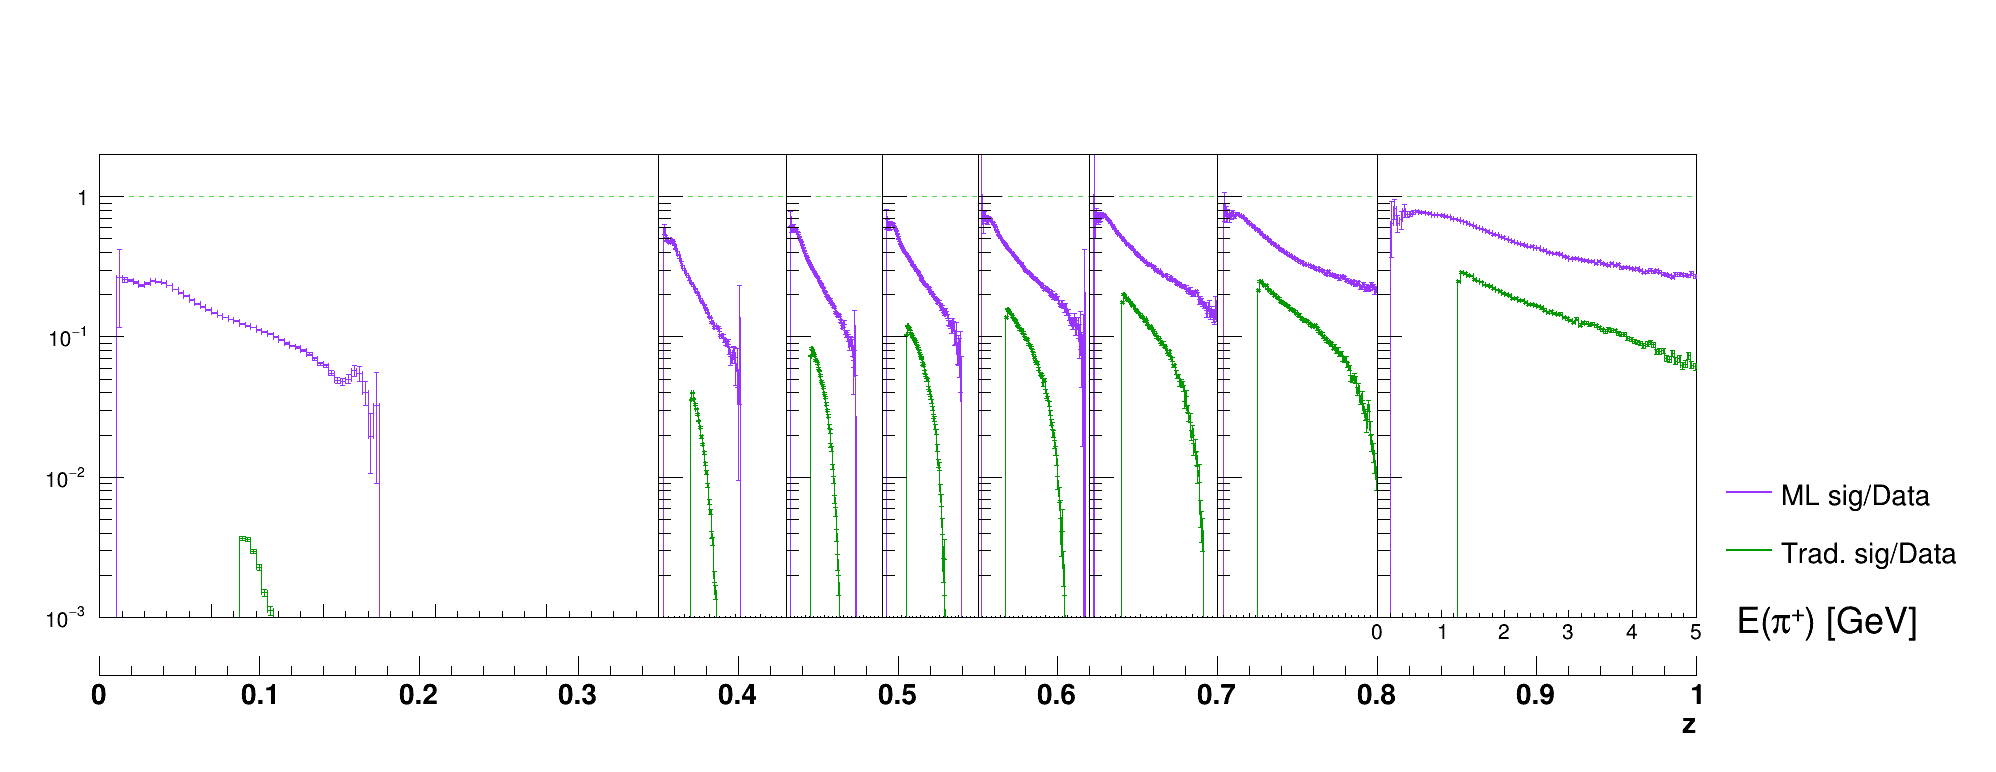 1
10⁻¹
10⁻²
10⁻³
ML sig/Data
Trad. sig/Data
E(π⁺) [GeV]
0 1 2 3 4 5
0 0.1 0.2 0.3 0.4 0.5 0.6 0.7 0.8 0.9 1
z